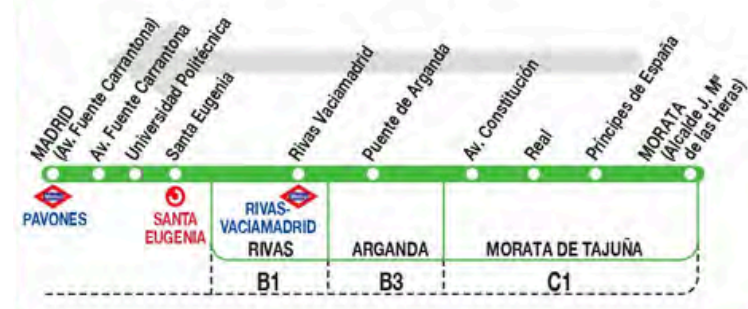 MADRID
(Av. Fuente Carrantona)
Av. Fuente Carrantona
Universidad Politécnica
Santa Eugenia
Rivas Vaciamadrid
Puente de Arganda
Av. Constitución
Real
Principes de España
MORATA
(Alcalde J. Mª
de las Heras)
PAVONES
SANTA
EUGENIA
RIVAS-
VACIAMADRID
RIVAS
ARGANDA
MORATA DE TAJUÑA
B1
B3
C1